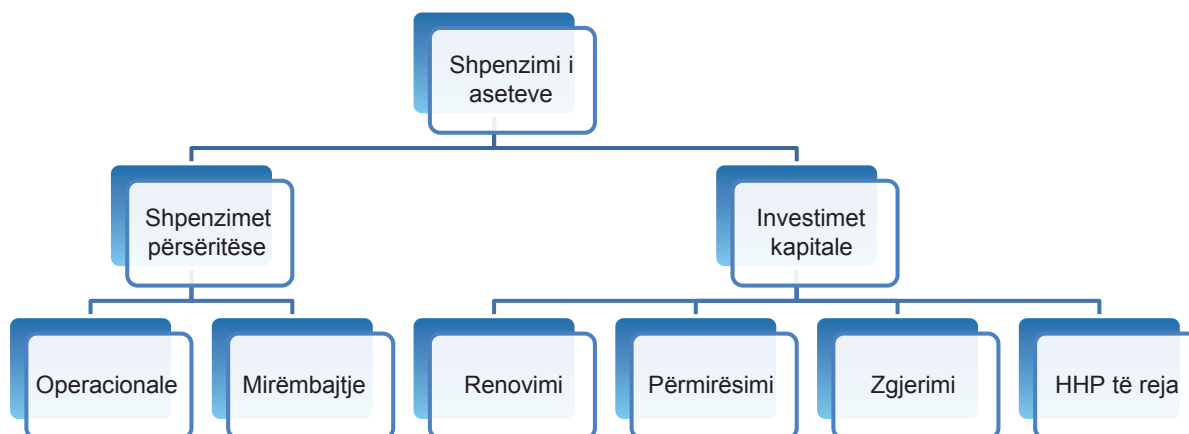 Shpenzimi i
aseteve
Shpenzimet
përsëritëse
Investimet
kapitale
Operacionale
Mirëmbajtje
Renovimi
Përmirësimi
Zgjerimi
HHP të reja